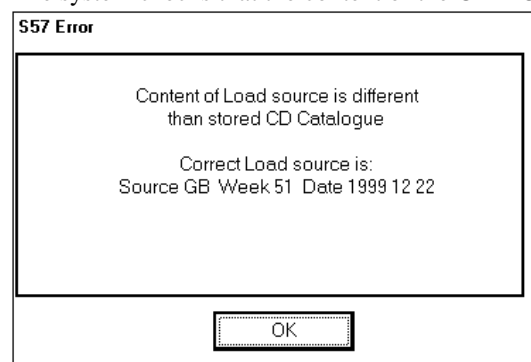 S57 Error
Content of Load source is different
than stored CD Catalogue
Correct Load source is:
Source GB Week 51 Date 1999 12 22
OK